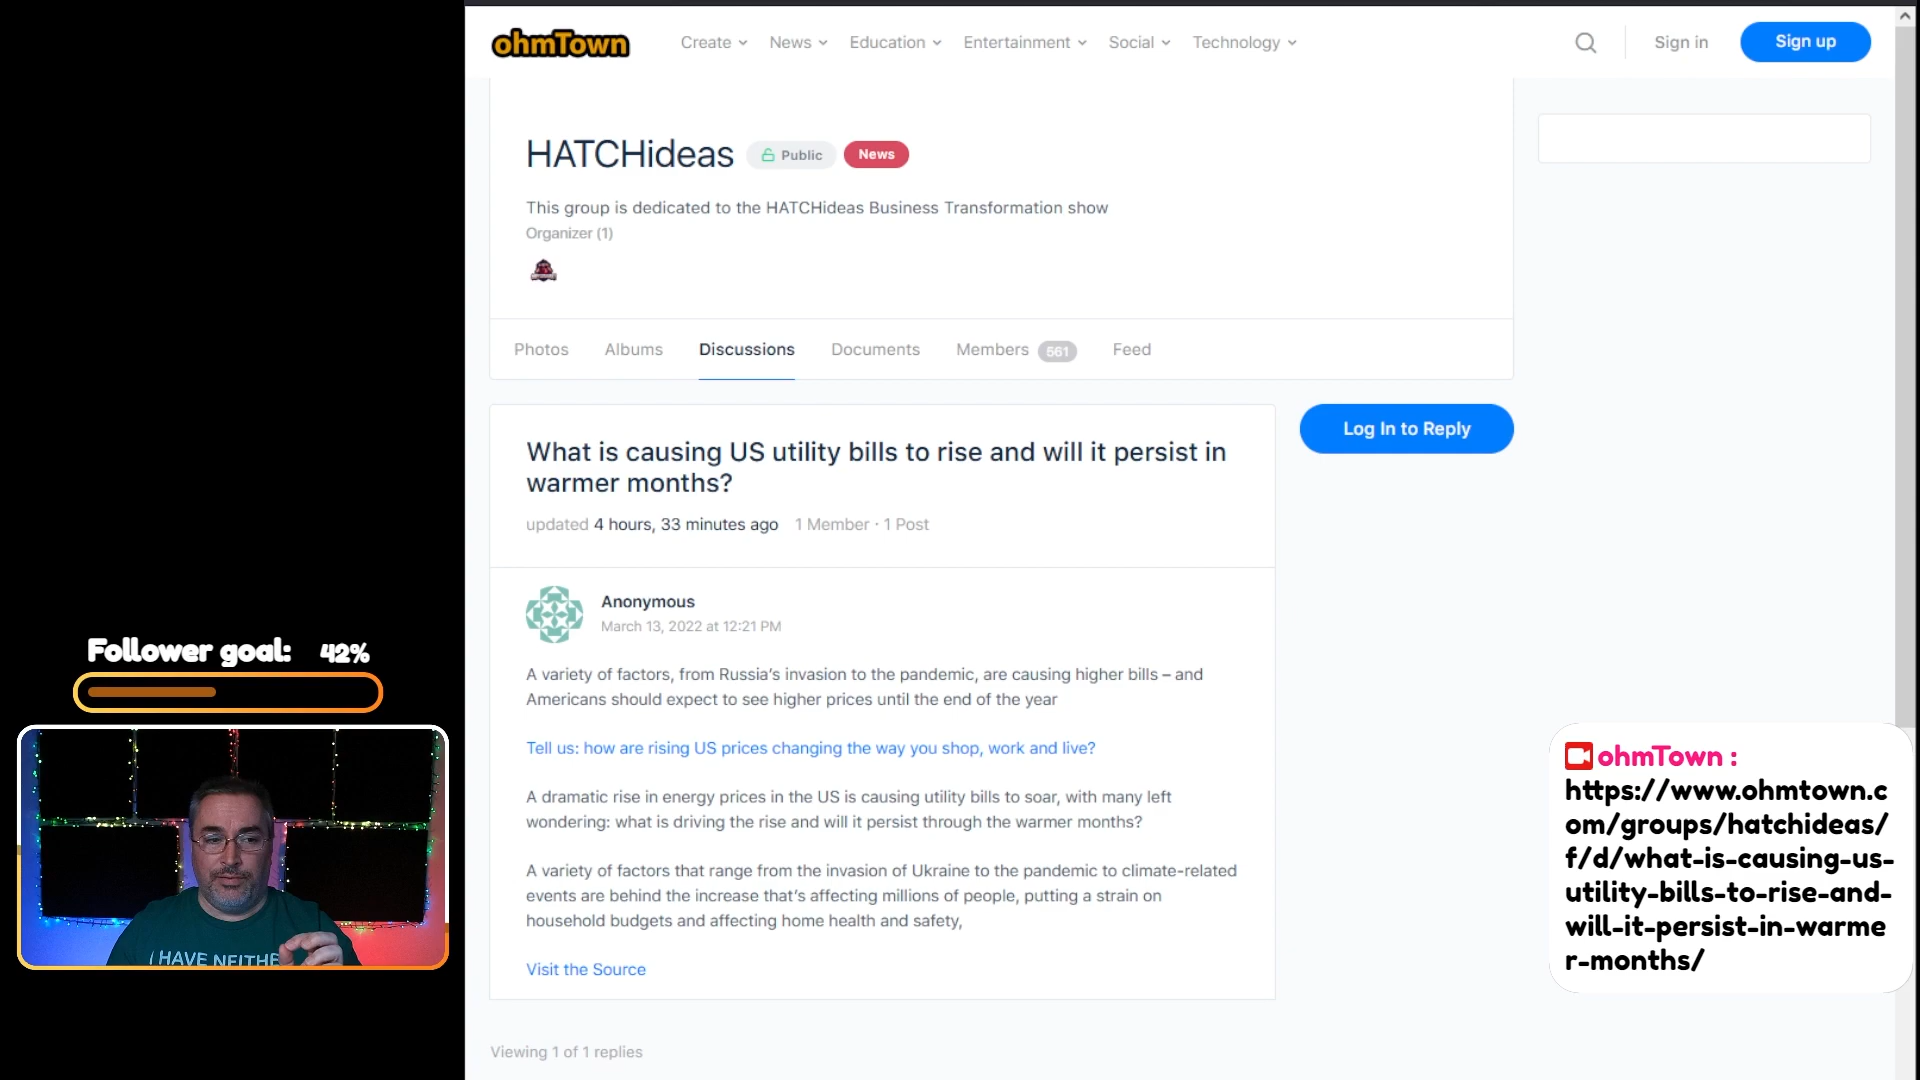 ohmTown
Create News Education Entertainment Social Technology
Sign in
Sign up
HATCHideas Public News
This group is dedicated to the HATCHideas Business Transformation show
Organizer (1)
Photos Albums Discussions Documents Members 561 Feed
What is causing US utility bills to rise and will it persist in
warmer months?
updated 4 hours, 33 minutes ago 1 Member · 1 Post
Log In to Reply
Anonymous
March 13, 2022 at 12:21 PM
A variety of factors, from Russia's invasion to the pandemic, are causing higher bills – and
Americans should expect to see higher prices until the end of the year
Tell us: how are rising US prices changing the way you shop, work and live?
A dramatic rise in energy prices in the US is causing utility bills to soar, with many left
wondering: what is driving the rise and will it persist through the warmer months?
A variety of factors that range from the invasion of Ukraine to the pandemic to climate-related
events are behind the increase that's affecting millions of people, putting a strain on
household budgets and affecting home health and safety,
Visit the Source
Viewing 1 of 1 replies
Follower goal: 42%
I HAVE NEITHE
ohmTown :
https://www.ohmtown.c
om/groups/hatchideas/
f/d/what-is-causing-us-
utility-bills-to-rise-and-
will-it-persist-in-warme
r-months/